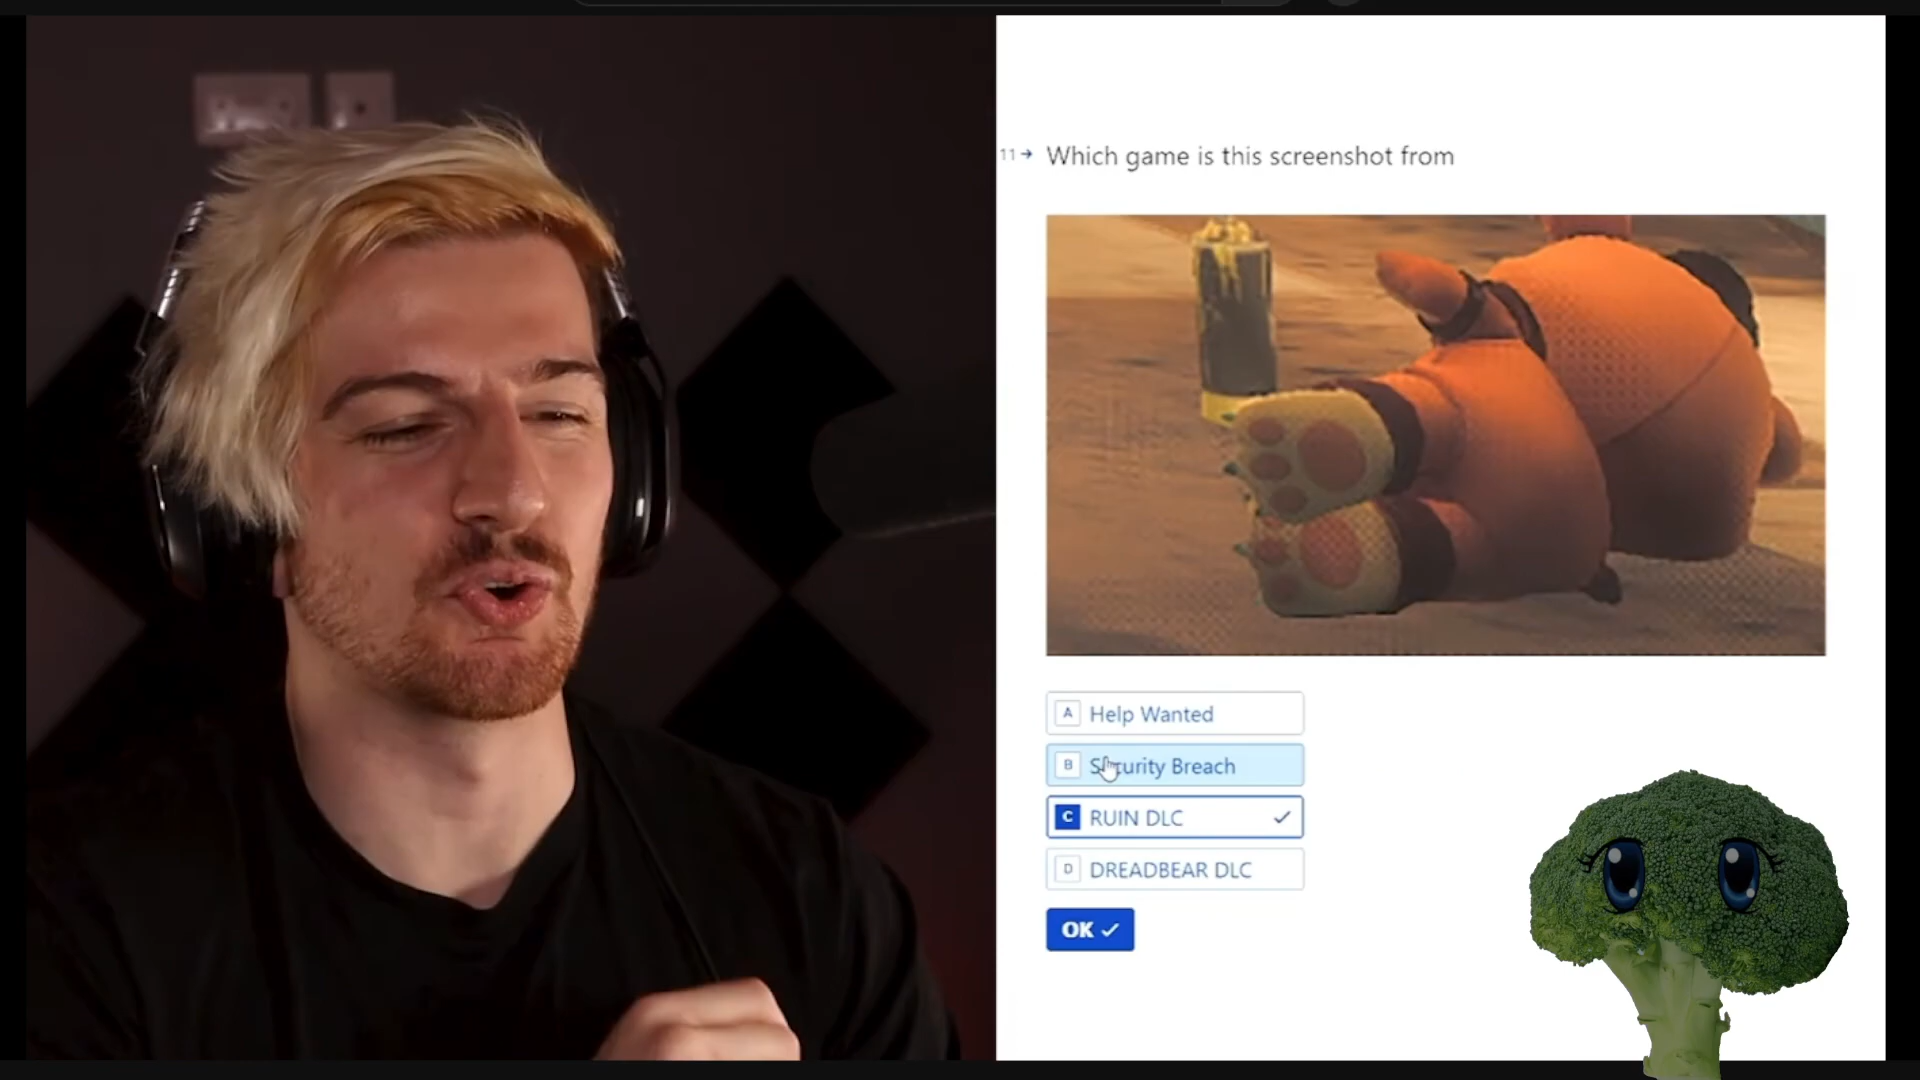 11→ Which game is this screenshot from
A Help Wanted
B Security Breach
C RUIN DLC
D DREADBEAR DLC
OK